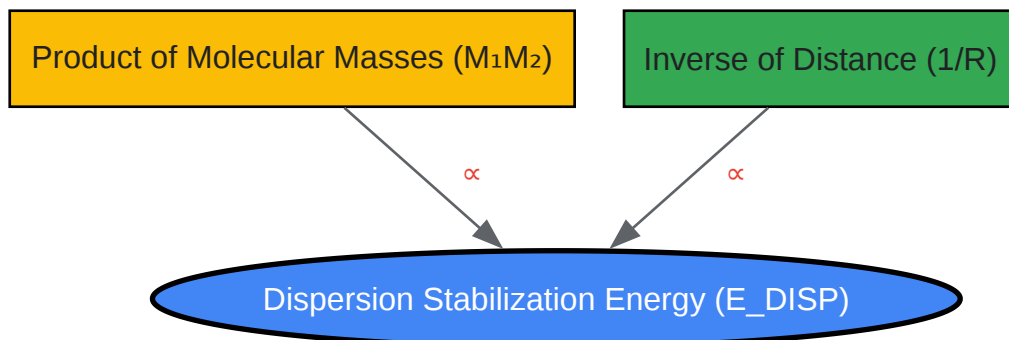 Product of Molecular Masses (M₁M₂)
Inverse of Distance (1/R)
∝
∝
Dispersion Stabilization Energy (E_DISP)